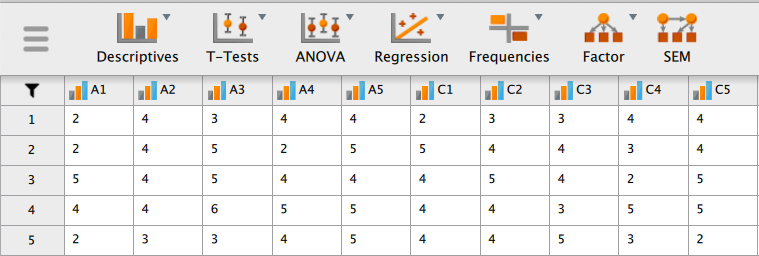 Descriptives T-Tests ANOVA Regression Frequencies Factor SEM
A1 A2 A3 A4 A5 C1 C2 C3 C4 C5
1 2 4 3 4 4 2 3 3 4 4
2 2 4 5 2 5 5 4 4 3 4
3 5 4 5 4 4 4 5 4 2 5
4 4 4 6 5 5 4 4 3 5 5
5 2 3 3 4 5 4 4 5 3 2